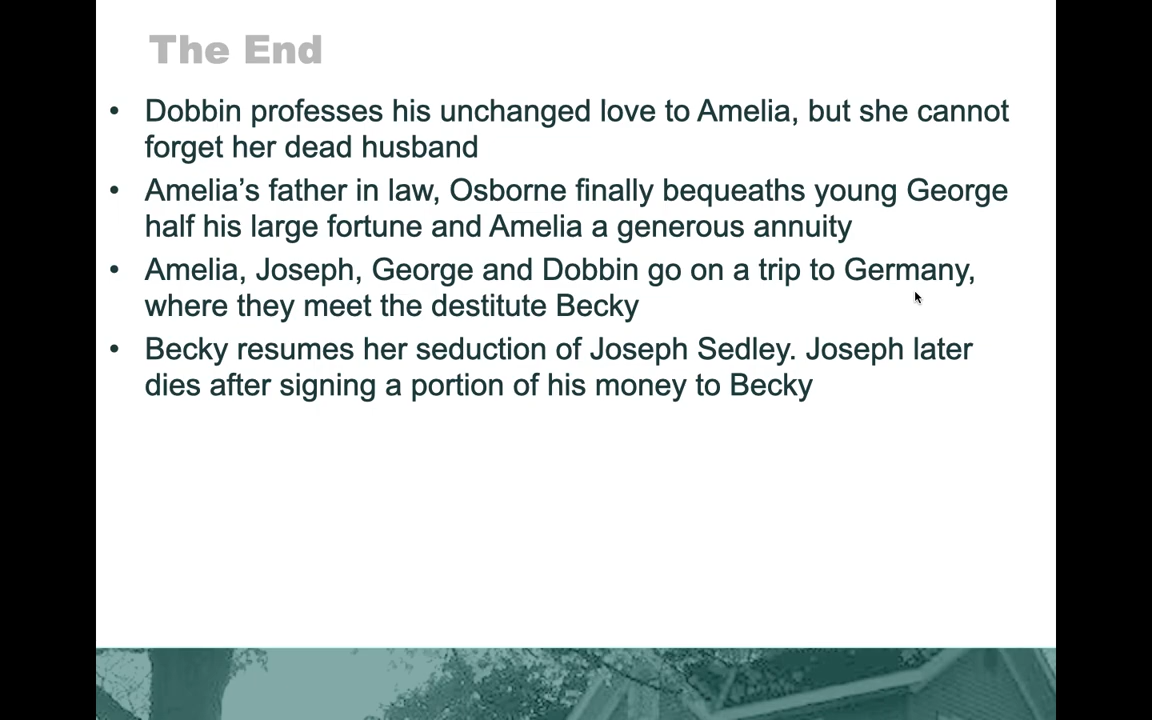 The End
• Dobbin professes his unchanged love to Amelia, but she cannot
forget her dead husband
• Amelia’s father in law, Osborne finally bequeaths young George
half his large fortune and Amelia a generous annuity
• Amelia, Joseph, George and Dobbin go on a trip to Germany,
where they meet the destitute Becky
• Becky resumes her seduction of Joseph Sedley. Joseph later
dies after signing a portion of his money to Becky